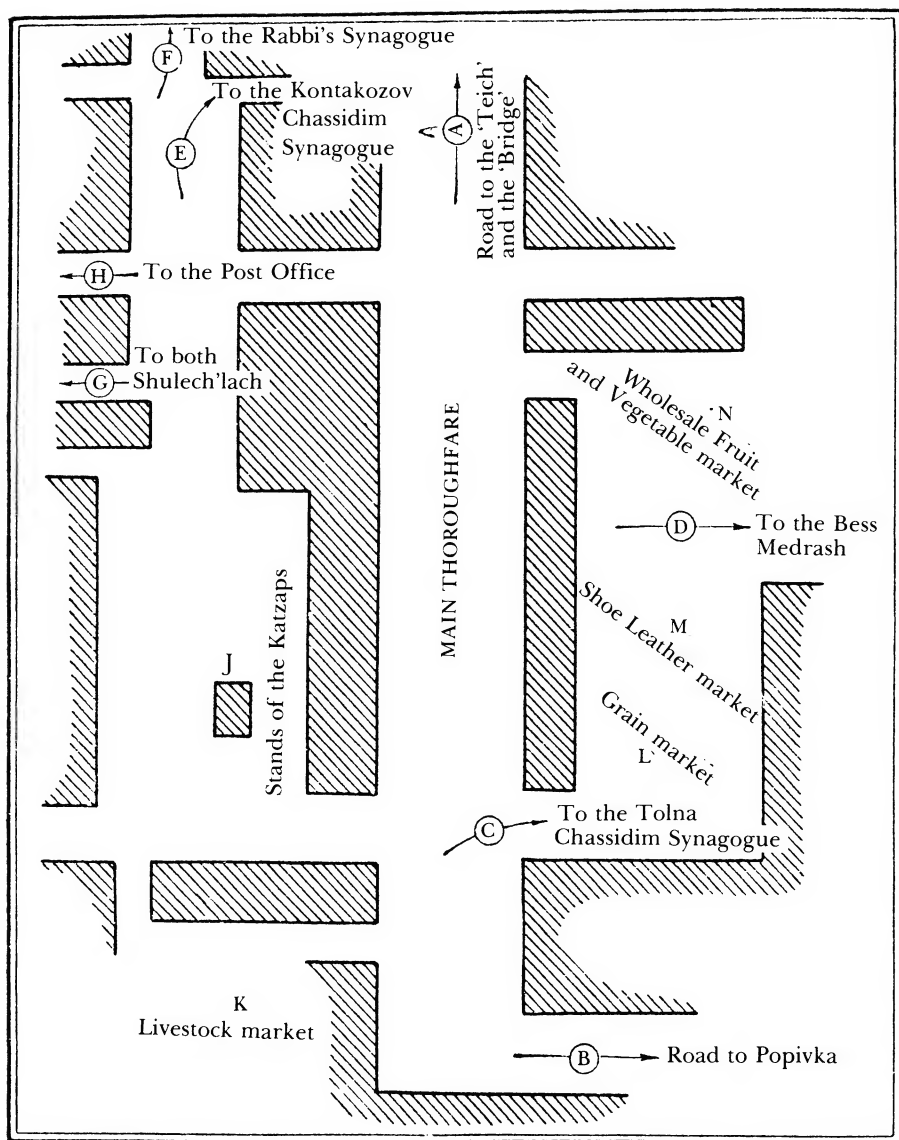 To the Rabbi's Synagogue
F
To the Kontakozov
Chassidim
Synagogue
E
A
Road to the 'Teich'
and the 'Bridge'
H
To the Post Office
To both
Shulech'lach
G
Wholesale Fruit
and Vegetable market
N
MAIN THOROUGHFARE
D
To the Bess
Medrash
Stands of the Katzaps
J
Shoe Leather market
M
Grain market
L
C
To the Tolna
Chassidim Synagogue
K
Livestock market
B
Road to Popivka